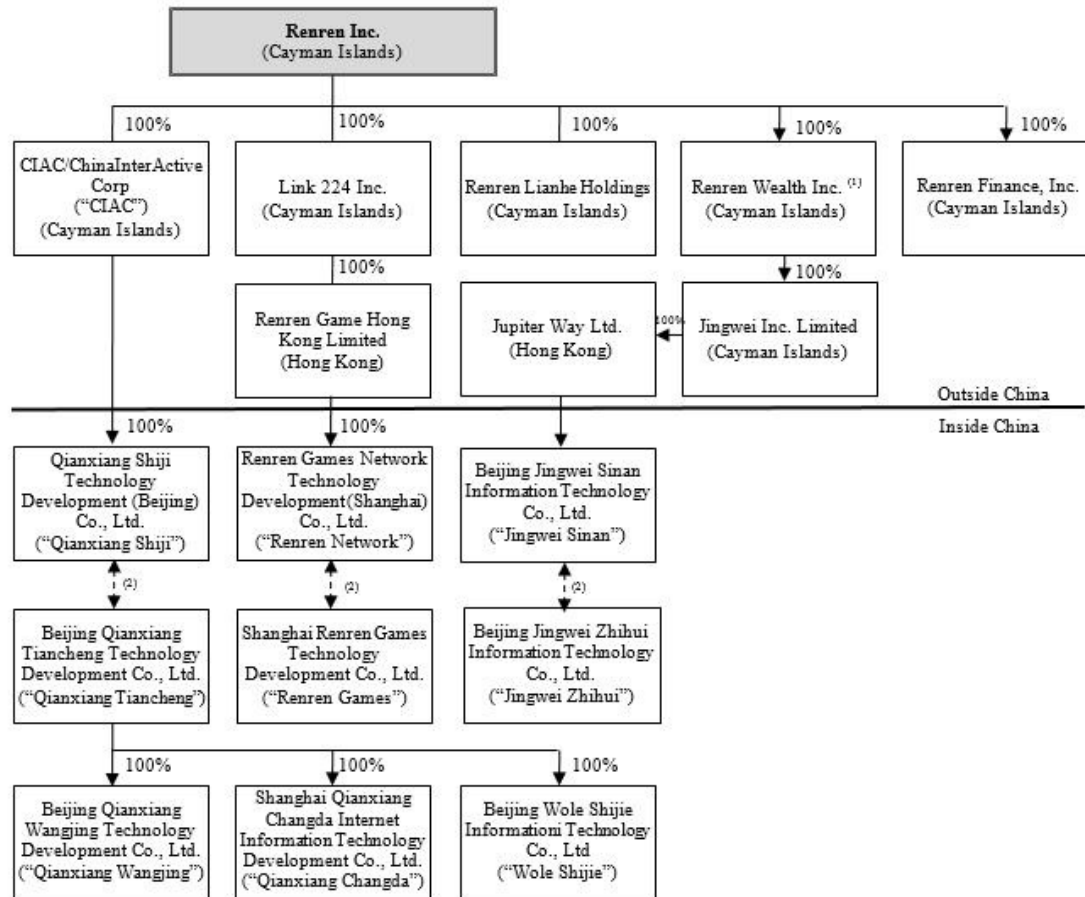 Renren Inc.
(Cayman Islands)
100%
100%
100%
100%
100%
CIAC/ChinaInterActive
Corp
(“CIAC”)
(Cayman Islands)
Link 224 Inc.
(Cayman Islands)
Renren Lianhe Holdings
(Cayman Islands)
Renren Wealth Inc. (1)
(Cayman Islands)
Renren Finance, Inc.
(Cayman Islands)
100%
100%
Renren Game Hong
Kong Limited
(Hong Kong)
Jupiter Way Ltd.
(Hong Kong)
100%
Jingwei Inc. Limited
(Cayman Islands)
Outside China
Inside China
100%
100%
Qianxiang Shiji
Technology
Development (Beijing)
Co., Ltd.
(“Qianxiang Shiji”)
Renren Games Network
Technology
Development(Shanghai)
Co., Ltd.
(“Renren Network”)
Beijing Jingwei Sinan
Information Technology
Co., Ltd.
(“Jingwei Sinan”)
(2)
(2)
(2)
Beijing Qianxiang
Tiancheng Technology
Development Co., Ltd.
(“Qianxiang Tiancheng”)
Shanghai Renren Games
Technology
Development Co., Ltd.
(“Renren Games”)
Beijing Jingwei Zhihui
Information Technology
Co., Ltd.
(“Jingwei Zhihui”)
100%
100%
100%
Beijing Qianxiang
Wangjing Technology
Development Co., Ltd.
(“Qianxiang Wangjing”)
Shanghai Qianxiang
Changda Internet
Information Technology
Development Co., Ltd.
(“Qianxiang Changda”)
Beijing Wole Shijie
Informationi Technology
Co., Ltd
(“Wole Shijie”)